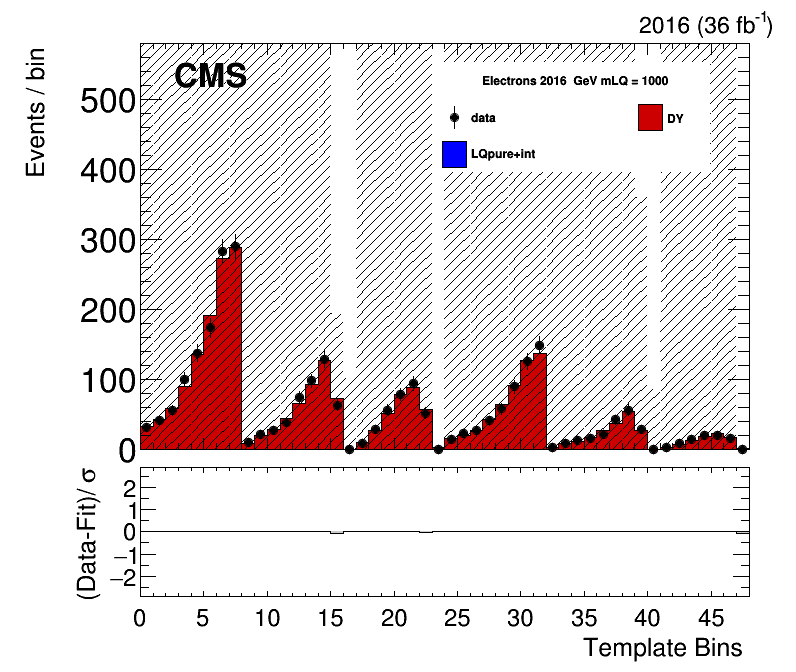 2016 (36 fb⁻¹)
CMS
Electrons 2016 GeV mLQ = 1000
data
DY
LQpure+int
Events / bin
500
400
300
200
100
0
(Data-Fit)/ σ
2
1
0
−1
−2
0 5 10 15 20 25 30 35 40 45
Template Bins